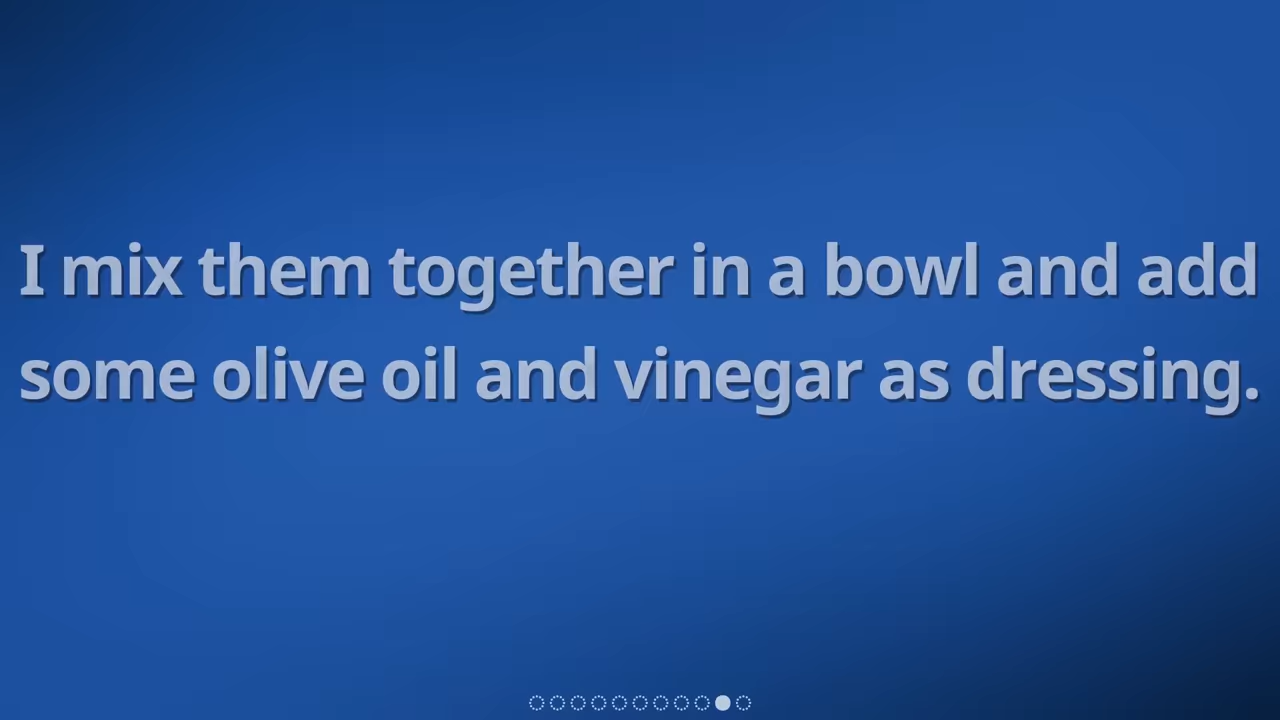 I mix them together in a bowl and add
some olive oil and vinegar as dressing.